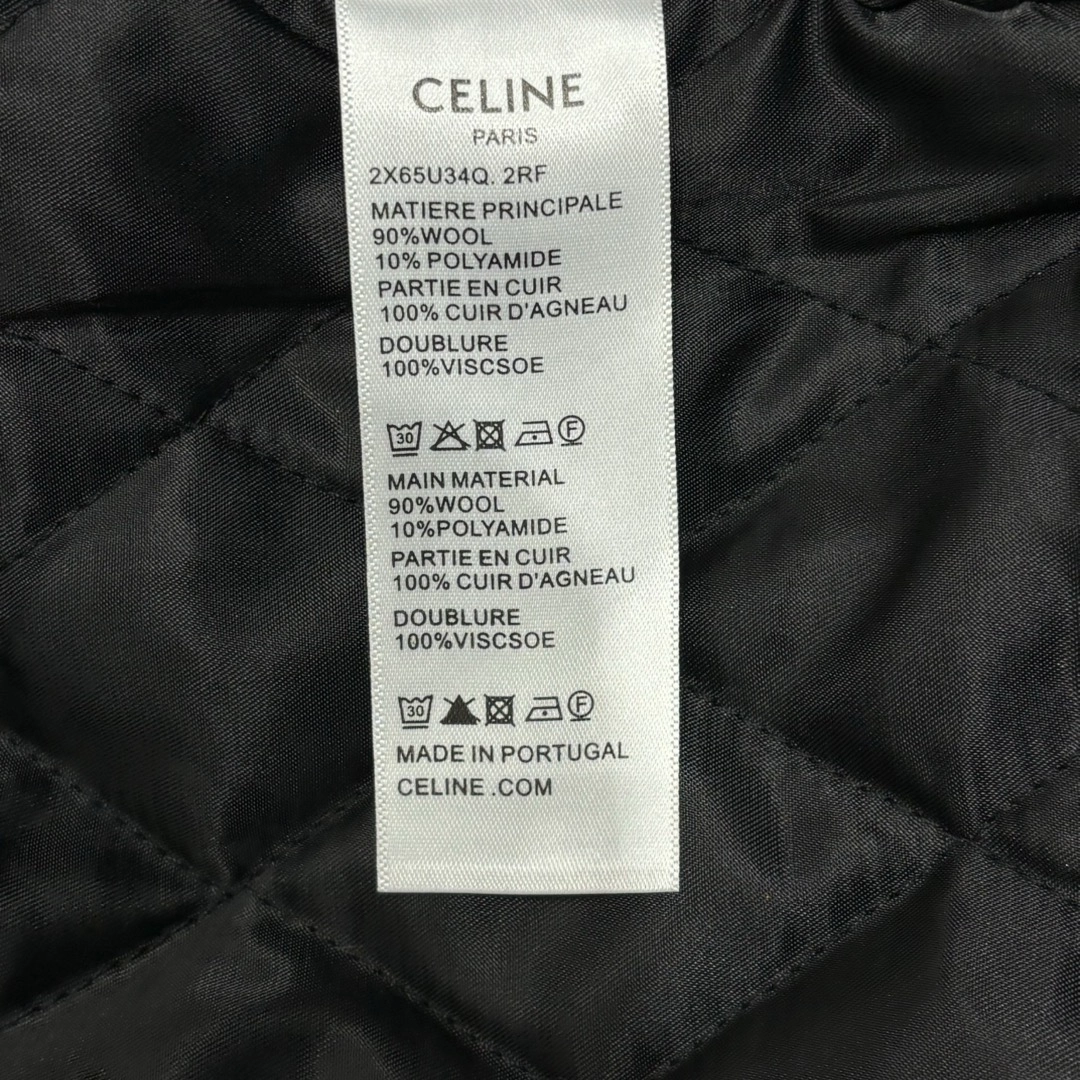 CELINE
PARIS
2X65U34Q. 2RF
MATIERE PRINCIPALE
90%WOOL
10% POLYAMIDE
PARTIE EN CUIR
100% CUIR D'AGNEAU
DOUBLURE
100%VISCSOE
30 F
MAIN MATERIAL
90%WOOL
10%POLYAMIDE
PARTIE EN CUIR
100% CUIR D'AGNEAU
DOUBLURE
100%VISCSOE
30 F
MADE IN PORTUGAL
CELINE .COM